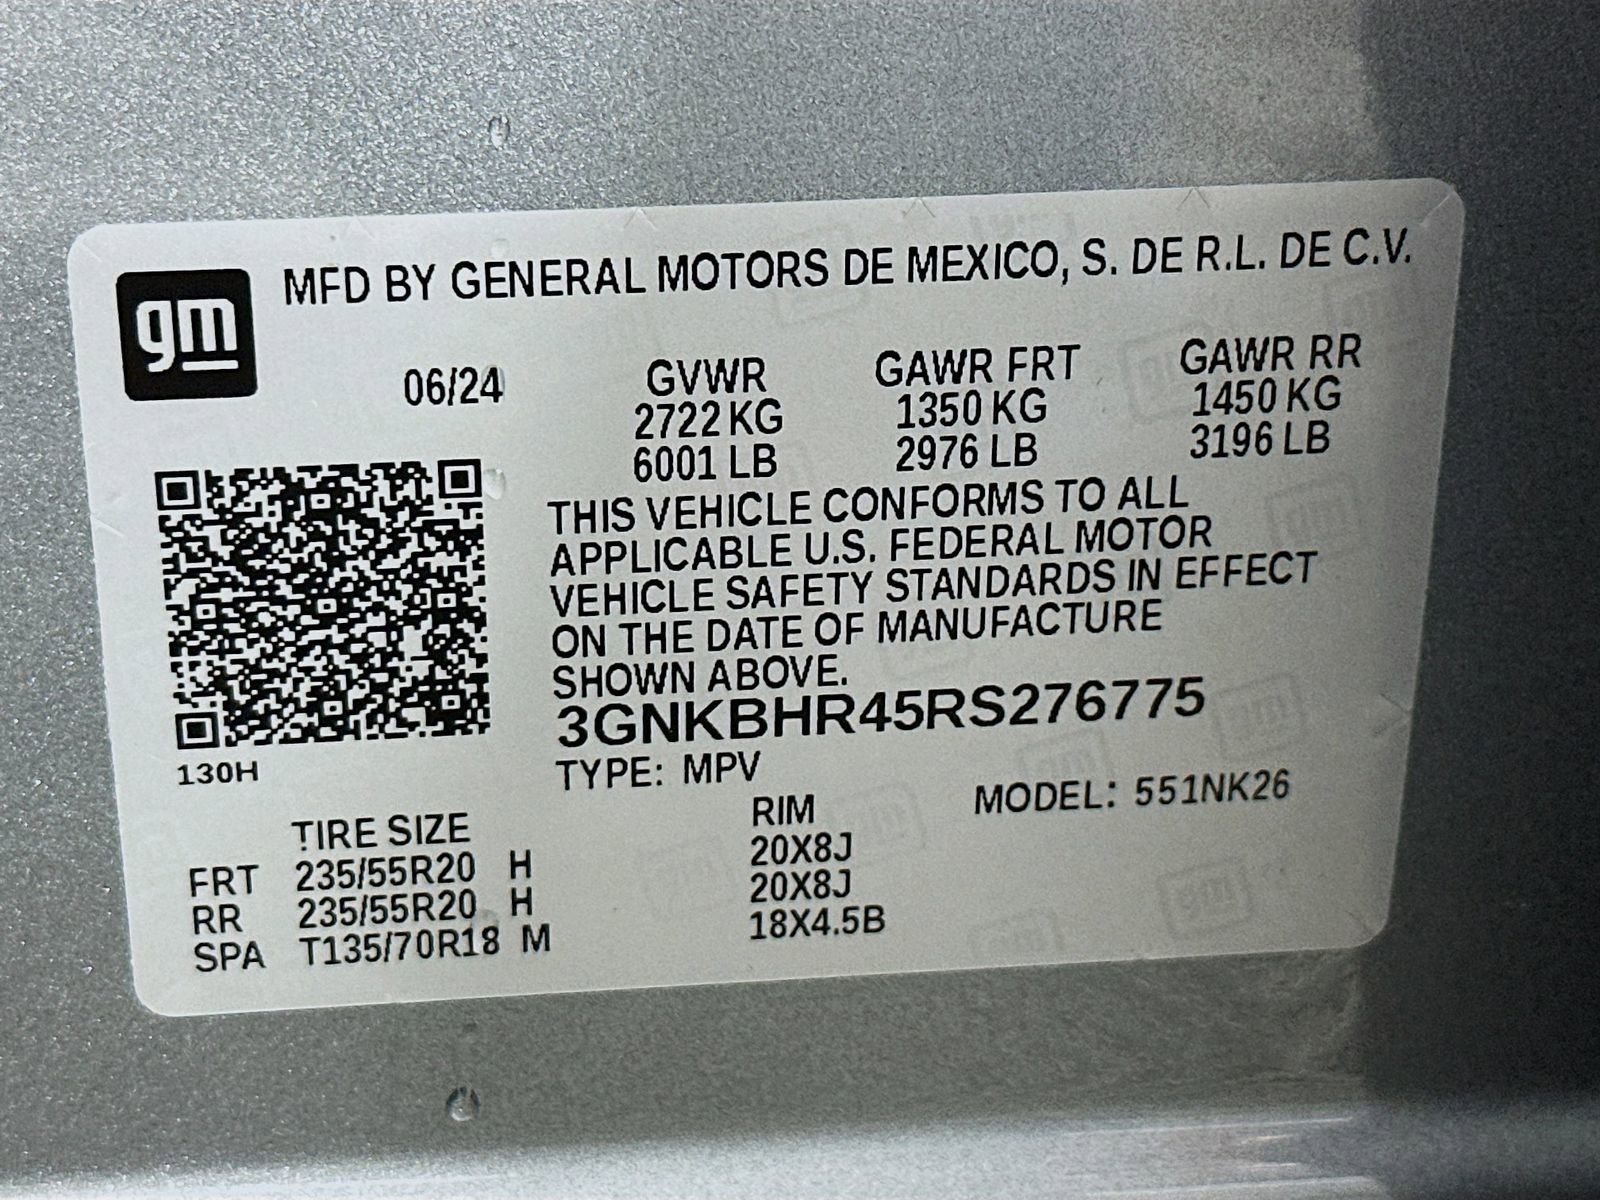 gm
MFD BY GENERAL MOTORS DE MEXICO, S. DE R.L. DE C.V.
06/24 GVWR GAWR FRT GAWR RR
2722 KG 1350 KG 1450 KG
6001 LB 2976 LB 3196 LB
THIS VEHICLE CONFORMS TO ALL
APPLICABLE U.S. FEDERAL MOTOR
VEHICLE SAFETY STANDARDS IN EFFECT
ON THE DATE OF MANUFACTURE
SHOWN ABOVE.
3GNKBHR45RS276775
130H
TYPE: MPV
MODEL: 551NK26
TIRE SIZE RIM
FRT 235/55R20 H 20X8J
RR 235/55R20 H 20X8J
SPA T135/70R18 M 18X4.5B